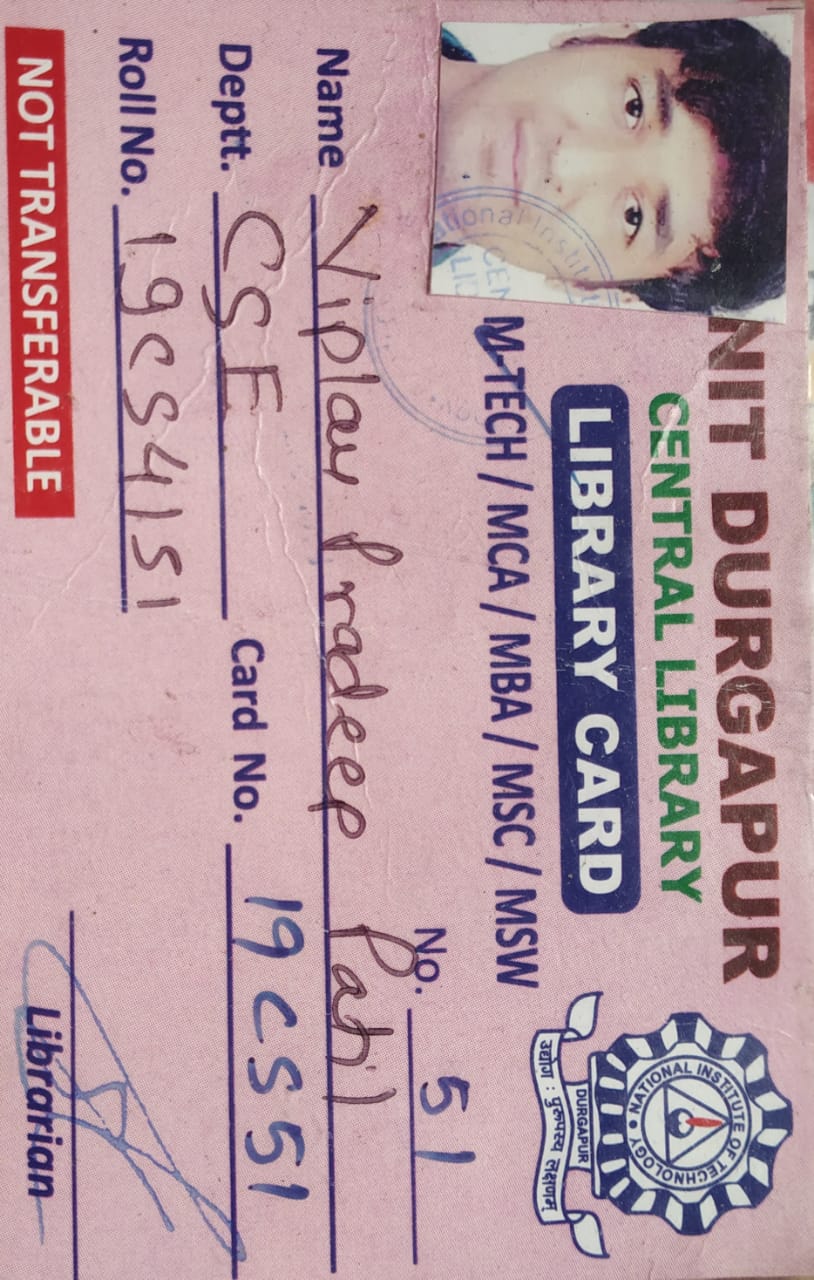 NIT DURGAPUR
CENTRAL LIBRARY
LIBRARY CARD
M-TECH / MCA / MBA / MSC / MSW
NATIONAL INSTITUTE OF TECHNOLOGY
DURGAPUR
उद्योग : पुरूपस्य लक्षणम्
No. 51
Name Viplav Pradeep Patil
Deptt. CSE Card No. 19CS51
Roll No. 19CS4151
Librarian
NOT TRANSFERABLE